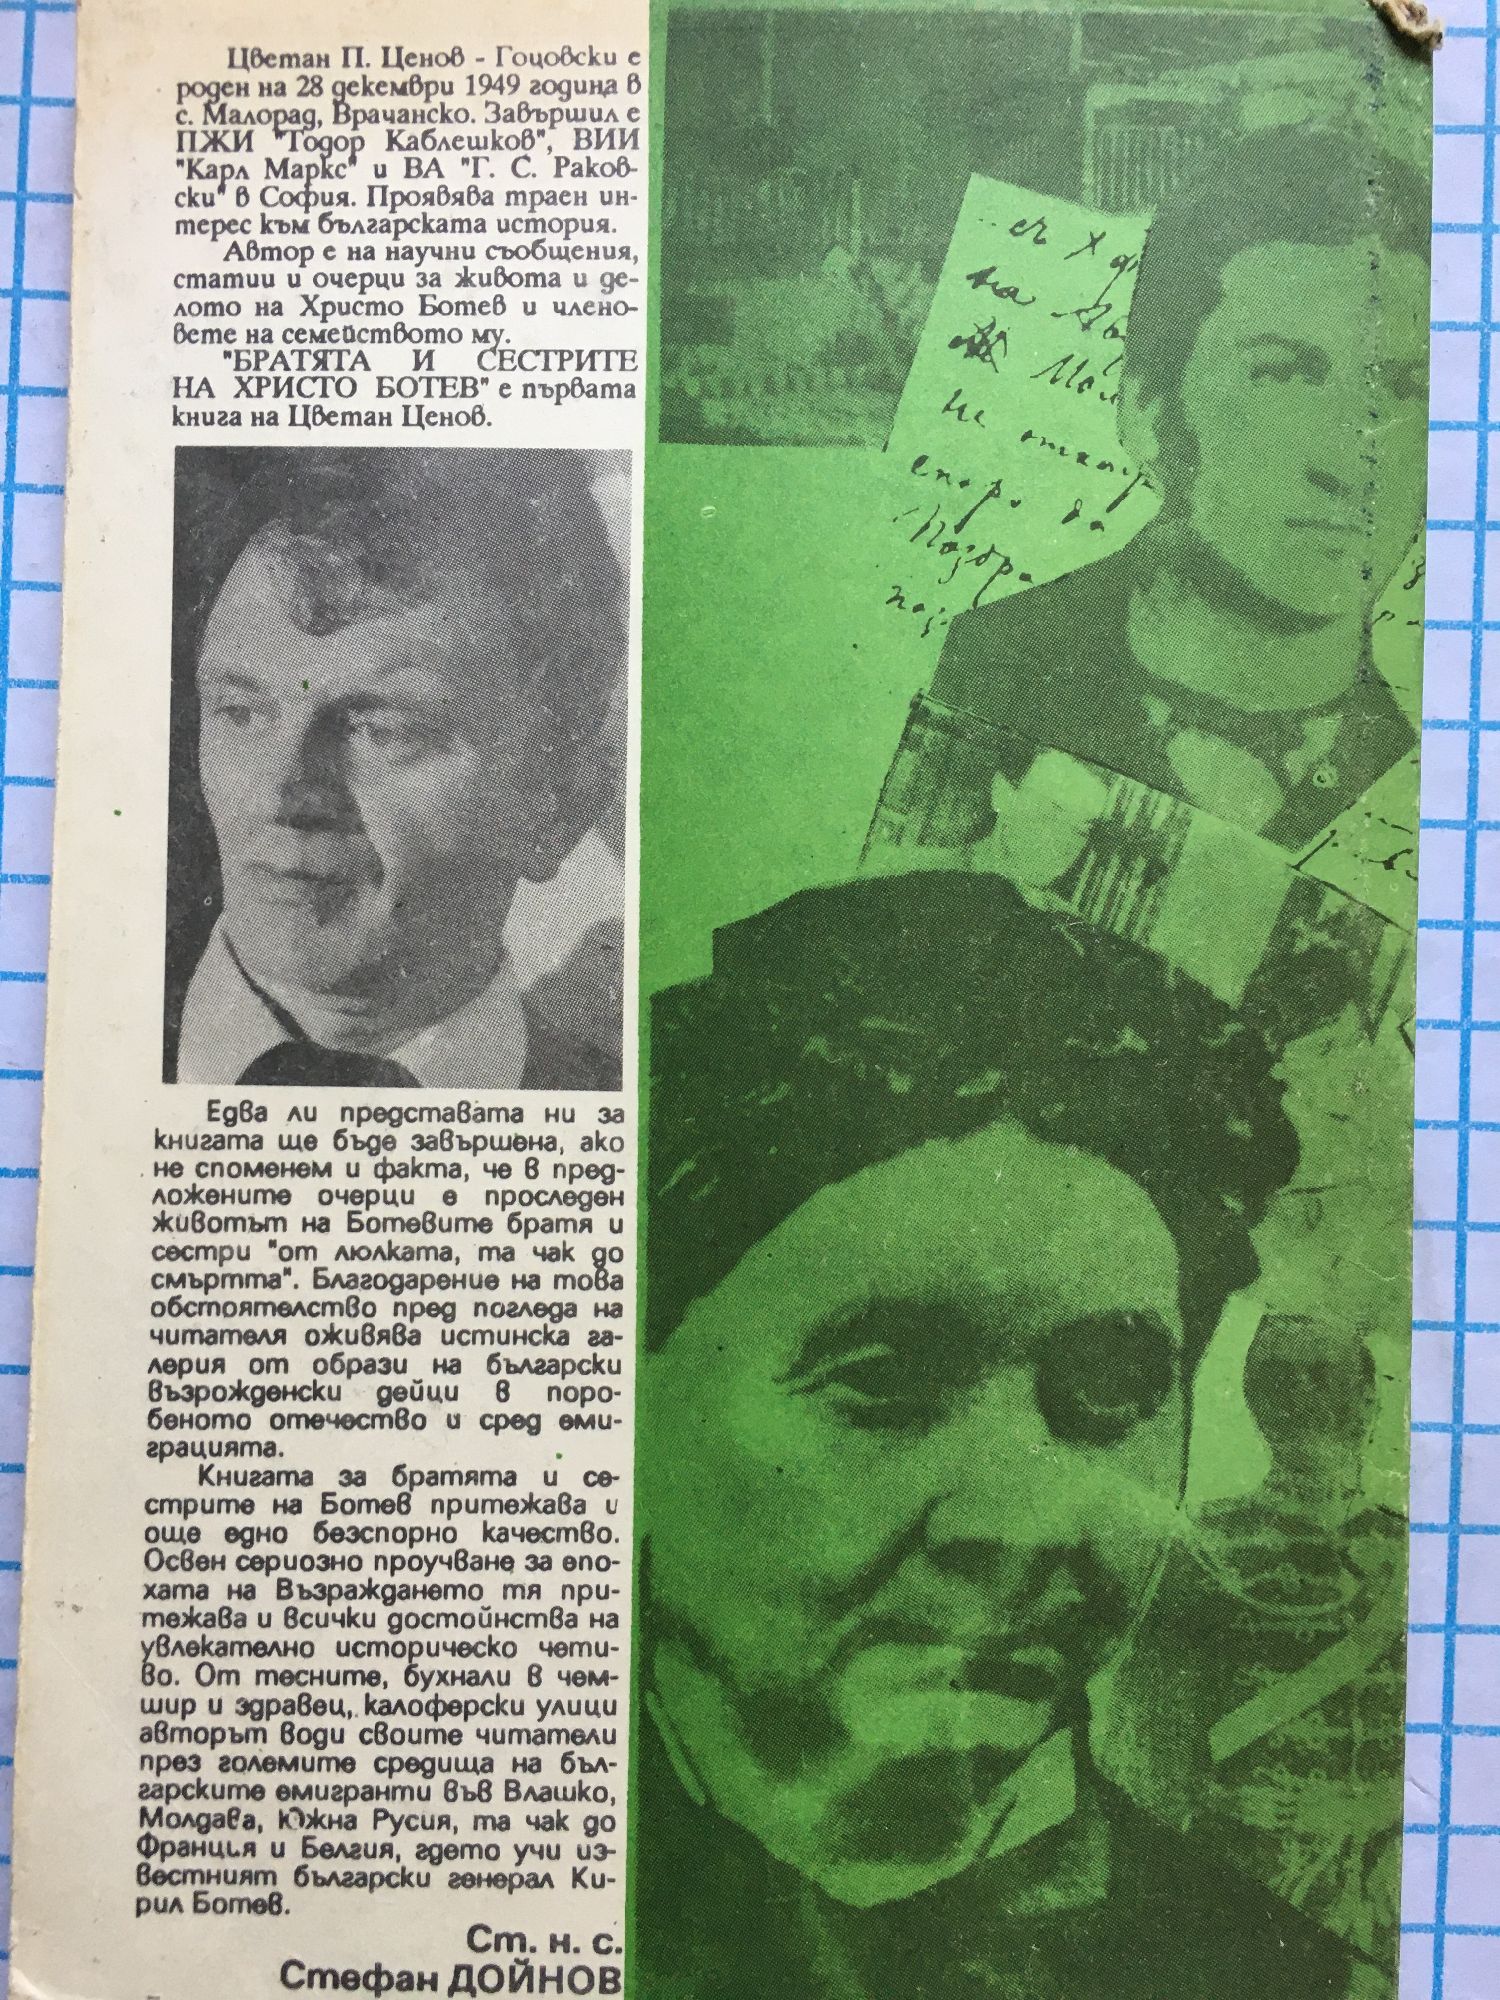 Цветан П. Ценов - Гоцовски е
роден на 28 декември 1949 година в
с. Малорад, Врачанско. Завършил е
ПЖИ "Тодор Каблешков", ВИИ
"Карл Маркс" и ВА "Г. С. Раков-
ски" в София. Проявява траен ин-
терес към българската история.
Автор е на научни съобщения,
статии и очерци за живота и де-
лото на Христо Ботев и члено-
вете на семейството му.
"БРАТЯТА И СЕСТРИТЕ
НА ХРИСТО БОТЕВ" е първата
книга на Цветан Ценов.
Едва ли представата ни за
книгата ще бъде завършена, ако
не споменем и факта, че в пред-
ложените очерци е проследен
животът на Ботевите братя и
сестри "от люлката, та чак до
смъртта". Благодарение на това
обстоятелство пред погледа на
читателя оживява истинска га-
лерия от образи на български
възрожденски дейци в поро-
беното отечество и сред еми-
грацията.
Книгата за братята и се-
стрите на Ботев притежава и
още едно безспорно качество.
Освен сериозно проучване за епо-
хата на Възраждането тя при-
тежава и всички достойнства на
увлекателно историческо чети-
во. От тесните, бухнали в чем-
шир и здравец, калоферски улици
авторът води своите читатели
през големите средища на бъл-
гарските емигранти във Влашко,
Молдава, Южна Русия, та чак до
Франция и Белгия, гдето учи из-
вестният български генерал Ки-
рил Ботев.
Ст. н. с.
Стефан ДОЙНОВ
на
не
скоро да